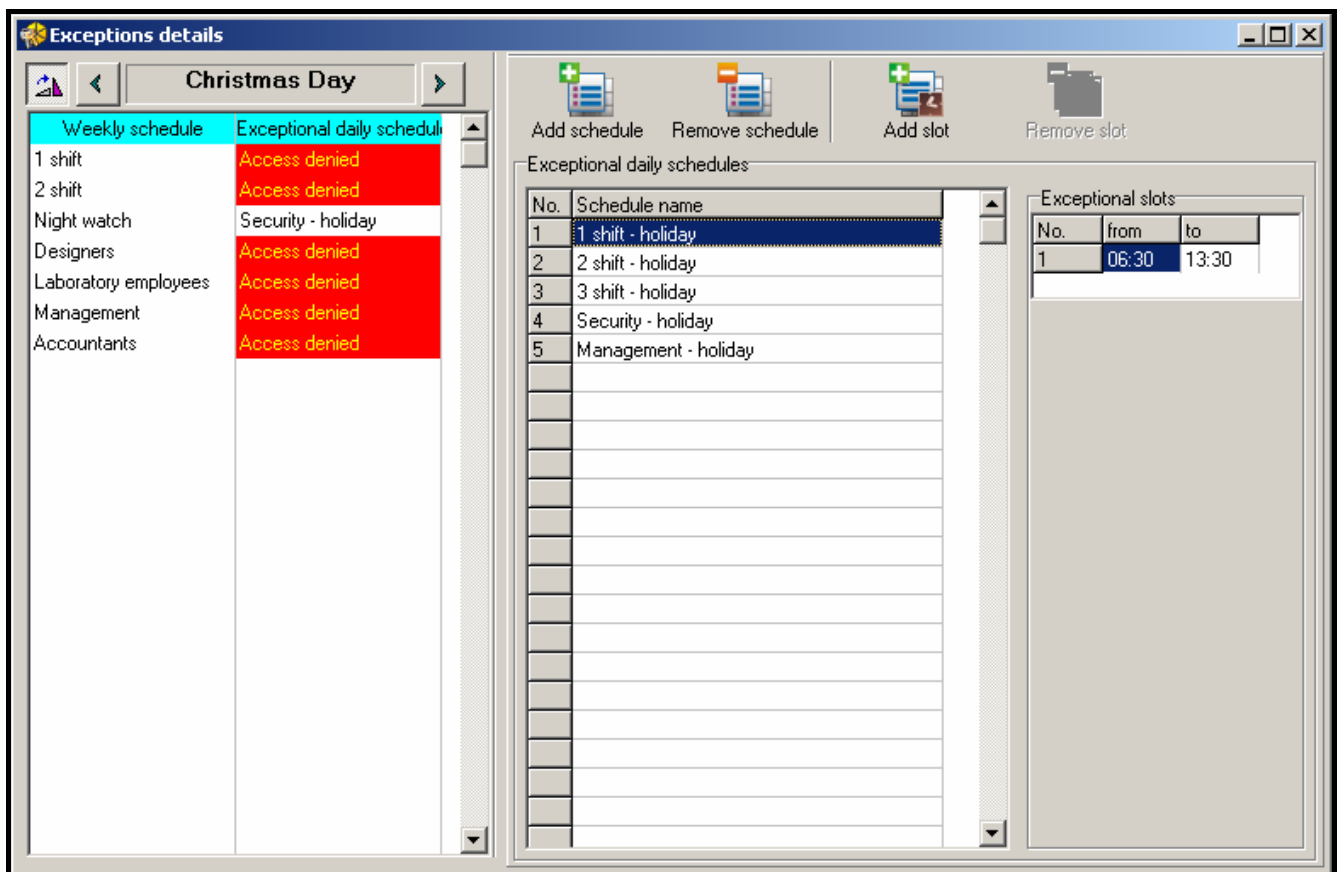 Exceptions details
Christmas Day
Weekly schedule Exceptional daily schedul
1 shift Access denied
2 shift Access denied
Night watch Security - holiday
Designers Access denied
Laboratory employees Access denied
Management Access denied
Accountants Access denied
Add schedule Remove schedule Add slot Remove slot
Exceptional daily schedules
No. Schedule name
1 1 shift - holiday
2 2 shift - holiday
3 3 shift - holiday
4 Security - holiday
5 Management - holiday
Exceptional slots
No. from to
1 06:30 13:30